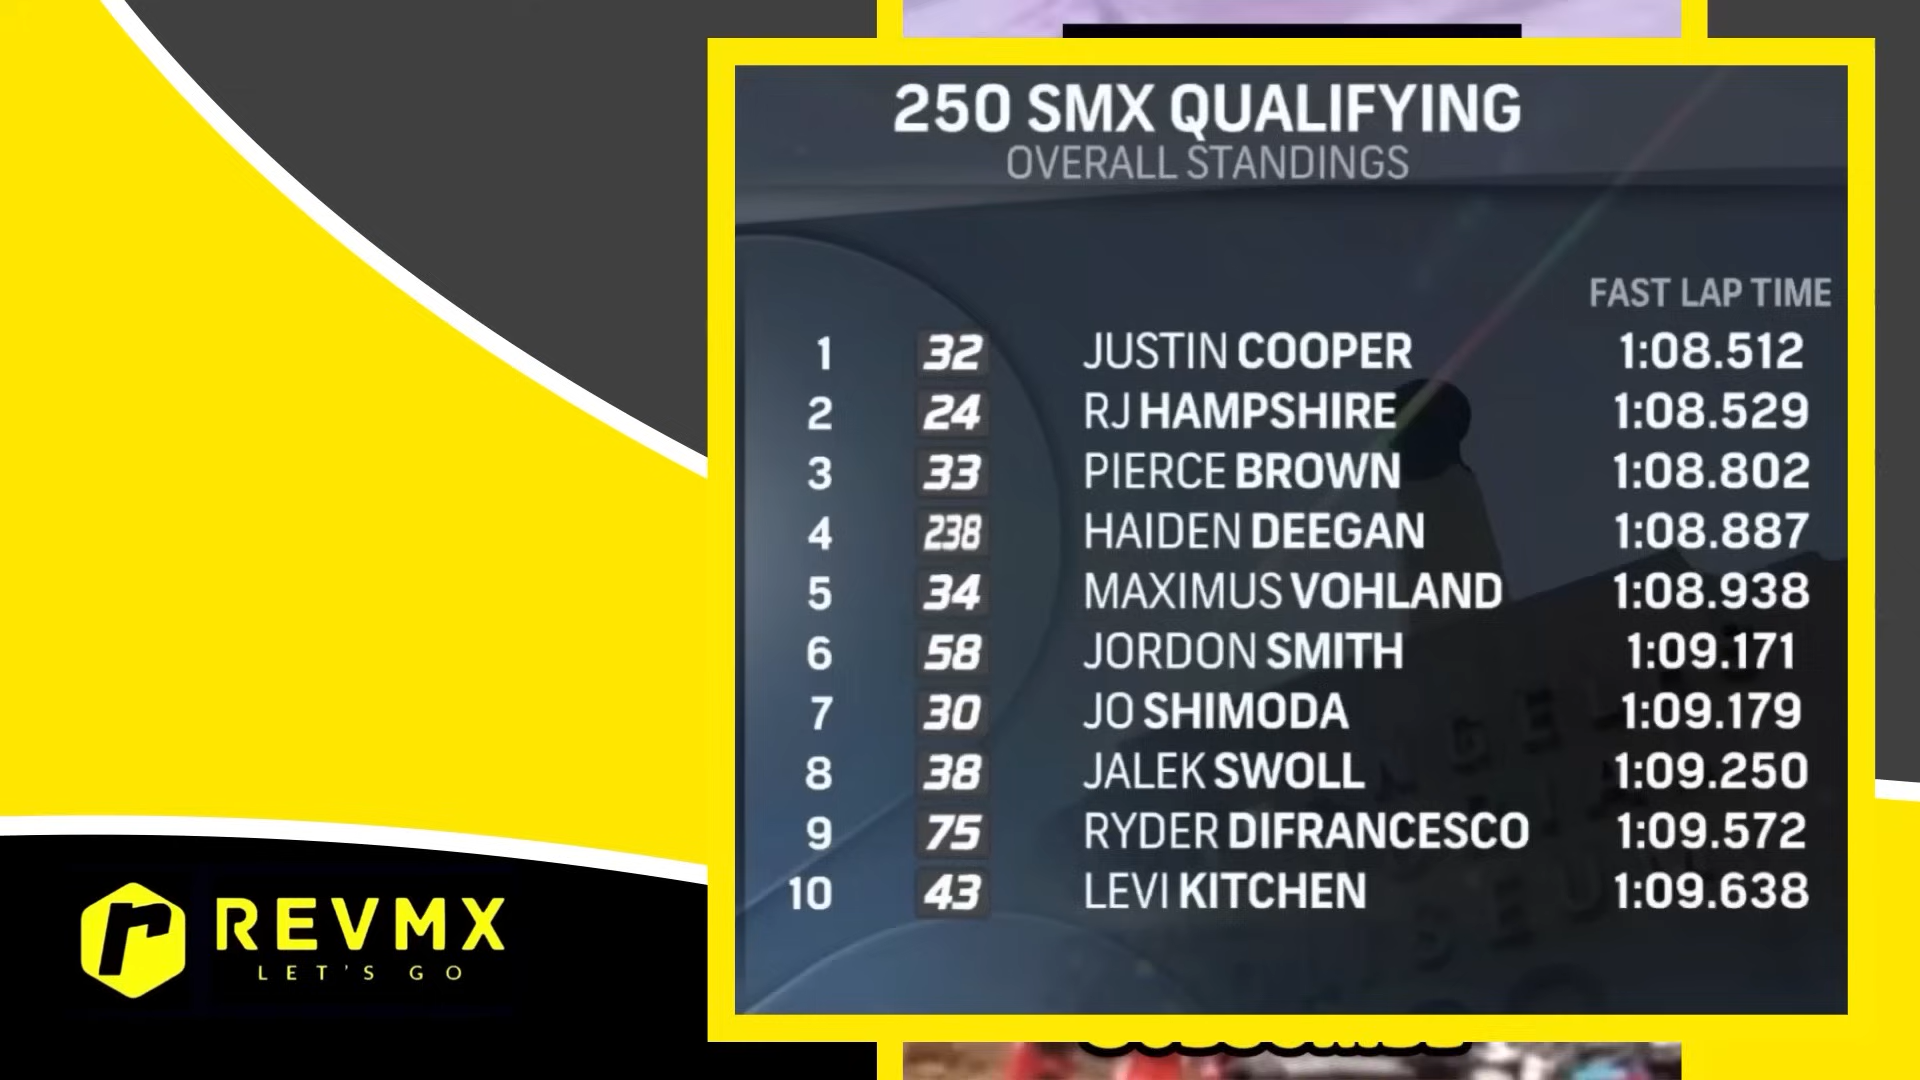 250 SMX QUALIFYING
OVERALL STANDINGS
FAST LAP TIME
1 32 JUSTIN COOPER 1:08.512
2 24 RJ HAMPSHIRE 1:08.529
3 33 PIERCE BROWN 1:08.802
4 238 HAIDEN DEEGAN 1:08.887
5 34 MAXIMUS VOHLAND 1:08.938
6 58 JORDON SMITH 1:09.171
7 30 JO SHIMODA 1:09.179
8 38 JALEK SWOLL 1:09.250
9 75 RYDER DIFRANCESCO 1:09.572
10 43 LEVI KITCHEN 1:09.638
REVMX
LET'S GO